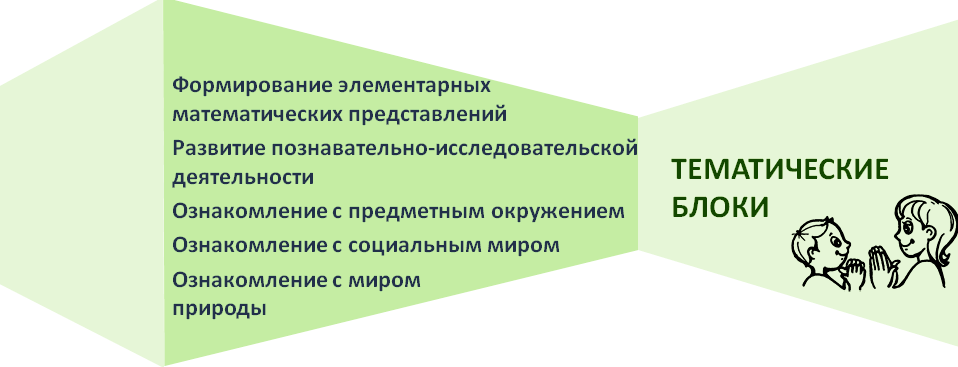 Формирование элементарных
математических представлений
Развитие познавательно-исследовательской
деятельности
Ознакомление с предметным окружением
Ознакомление с социальным миром
Ознакомление с миром
природы
ТЕМАТИЧЕСКИЕ
БЛОКИ